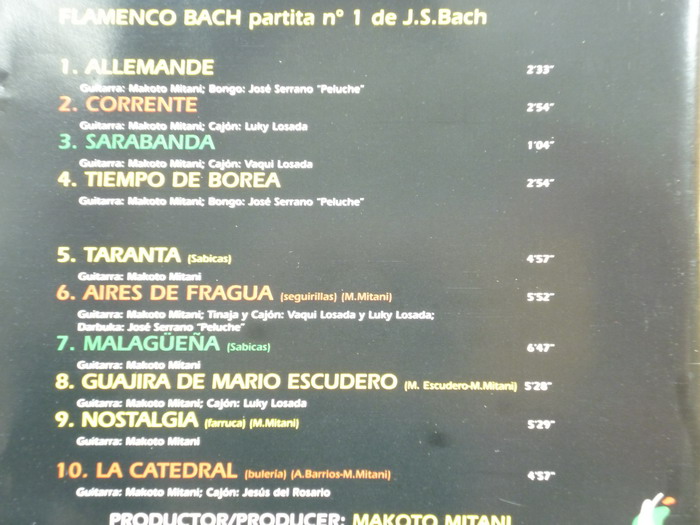 FLAMENCO BACH partita n° 1 de J.S.Bach
1. ALLEMANDE 2'33"
Guitarra: Makoto Mitani; Bongo: José Serrano "Peluche"
2. CORRENTE 2'54"
Guitarra: Makoto Mitani; Cajón: Luky Losada
3. SARABANDA 1'04"
Guitarra: Makoto Mitani; Cajón: Vaqui Losada
4. TIEMPO DE BOREA 2'54"
Guitarra: Makoto Mitani; Bongo: José Serrano "Peluche"
5. TARANTA (Sabicas) 4'57"
Guitarra: Makoto Mitani
6. AIRES DE FRAGUA (seguirillas) (M.Mitani) 5'52"
Guitarra: Makoto Mitani; Tinaja y Cajón: Vaqui Losada y Luky Losada;
Darbuka: José Serrano "Peluche"
7. MALAGÜEÑA (Sabicas) 6'47"
Guitarra: Makoto Mitani
8. GUAJIRA DE MARIO ESCUDERO (M. Escudero-M.Mitani) 5'28"
Guitarra: Makoto Mitani; Cajón: Luky Losada
9. NOSTALGIA (farruca) (M.Mitani) 5'29"
Guitarra: Makoto Mitani
10. LA CATEDRAL (bulería) (A.Barrios-M.Mitani) 4'57"
Guitarra: Makoto Mitani; Cajón: Jesús del Rosario
PRODUCTOR/PRODUCER: MAKOTO MITANI